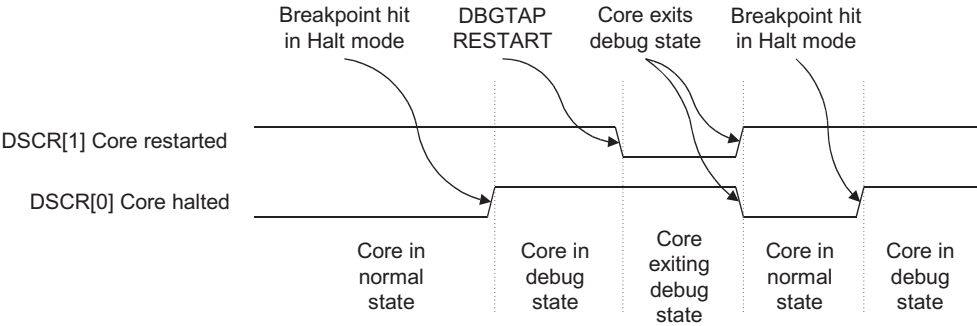 Breakpoint hit
in Halt mode
DBGTAP
RESTART
Core exits
debug state
Breakpoint hit
in Halt mode
DSCR[1] Core restarted
DSCR[0] Core halted
Core in
normal
state
Core in
debug
state
Core
exiting
debug
state
Core in
normal
state
Core in
debug
state